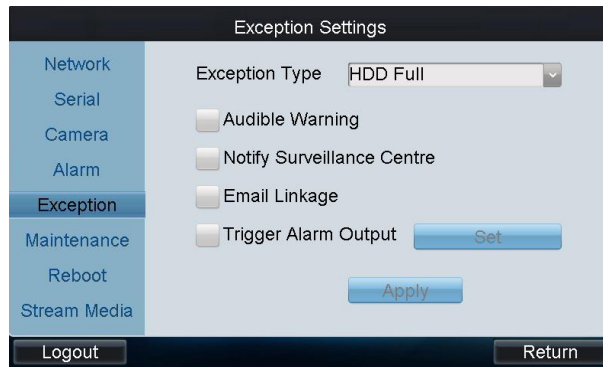 Exception Settings
Network
Serial
Camera
Alarm
Exception
Maintenance
Reboot
Stream Media
Exception Type HDD Full
Audible Warning
Notify Surveillance Centre
Email Linkage
Trigger Alarm Output Set
Apply
Logout Return